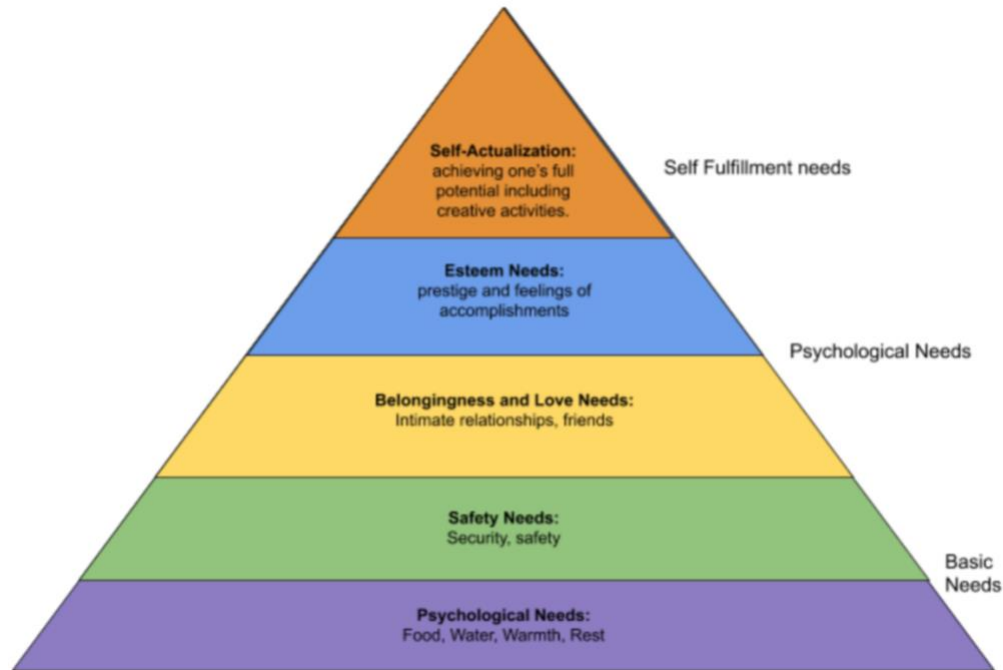 Self-Actualization:
achieving one's full
potential including
creative activities.
Self Fulfillment needs
Esteem Needs:
prestige and feelings of
accomplishments
Psychological Needs
Belongingness and Love Needs:
Intimate relationships, friends
Safety Needs:
Security, safety
Basic
Needs
Psychological Needs:
Food, Water, Warmth, Rest